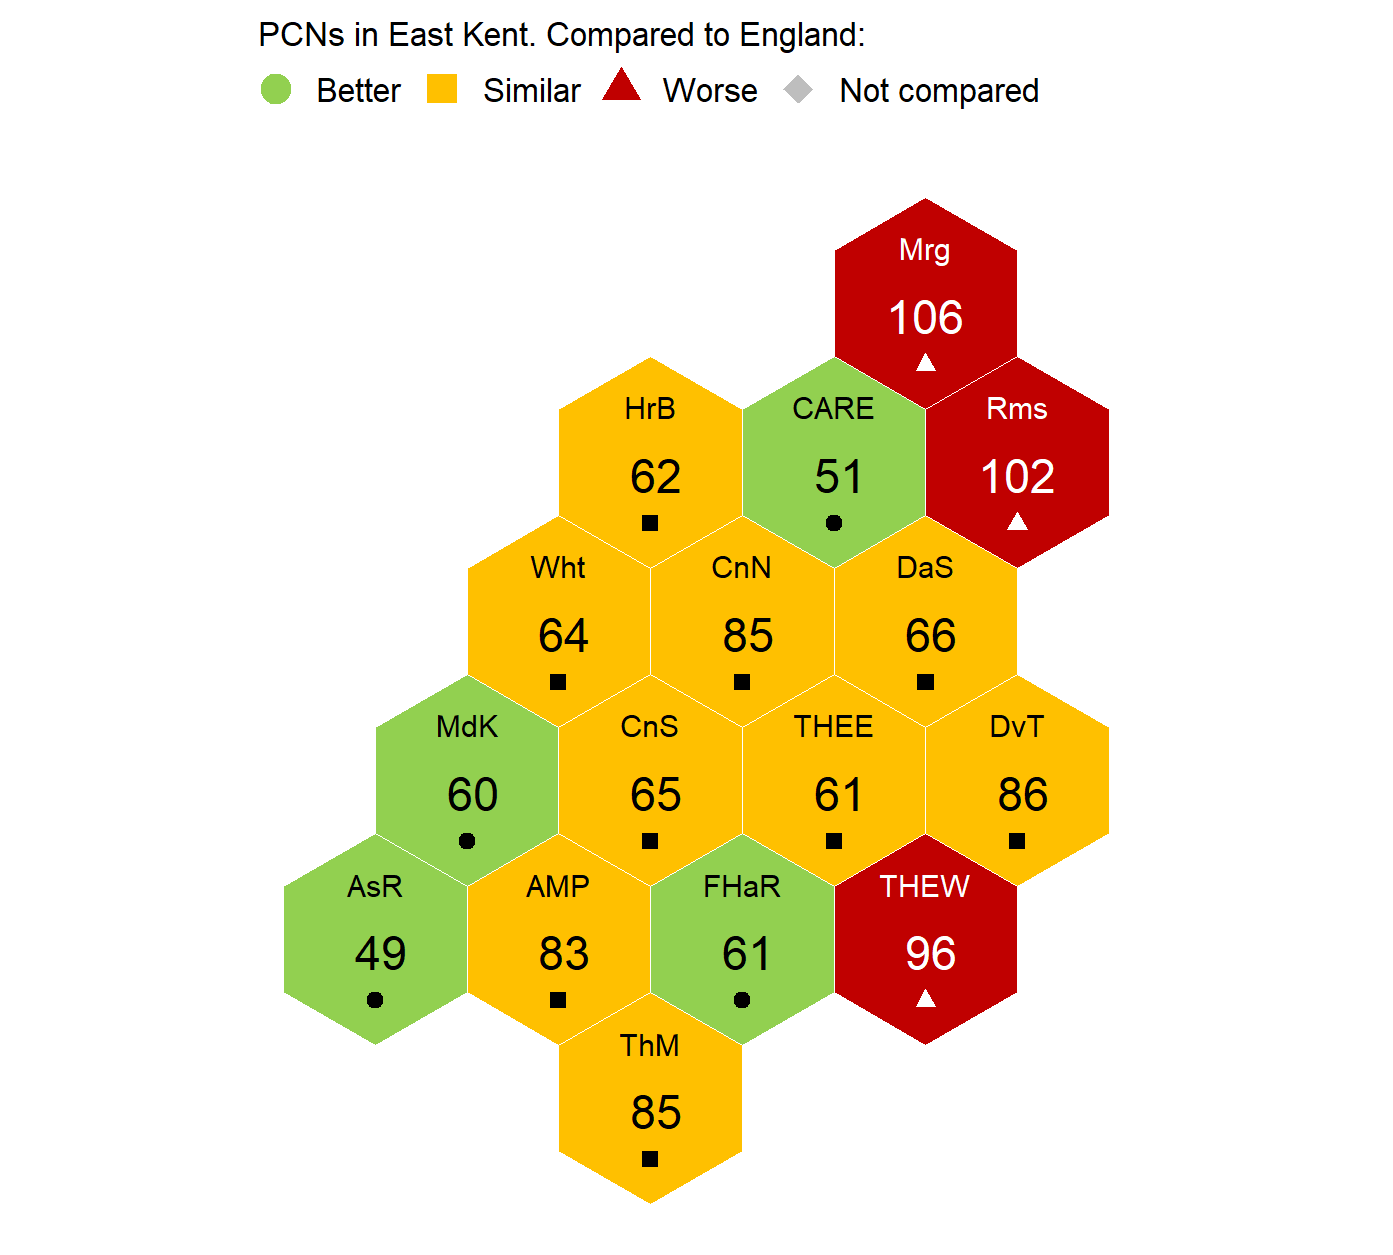 PCNs in East Kent. Compared to England:
Better Similar Worse Not compared
Mrg
106
HrB CARE Rms
62 51 102
Wht CnN DaS
64 85 66
MdK CnS THEE DvT
60 65 61 86
AsR AMP FHaR THEW
49 83 61 96
ThM
85